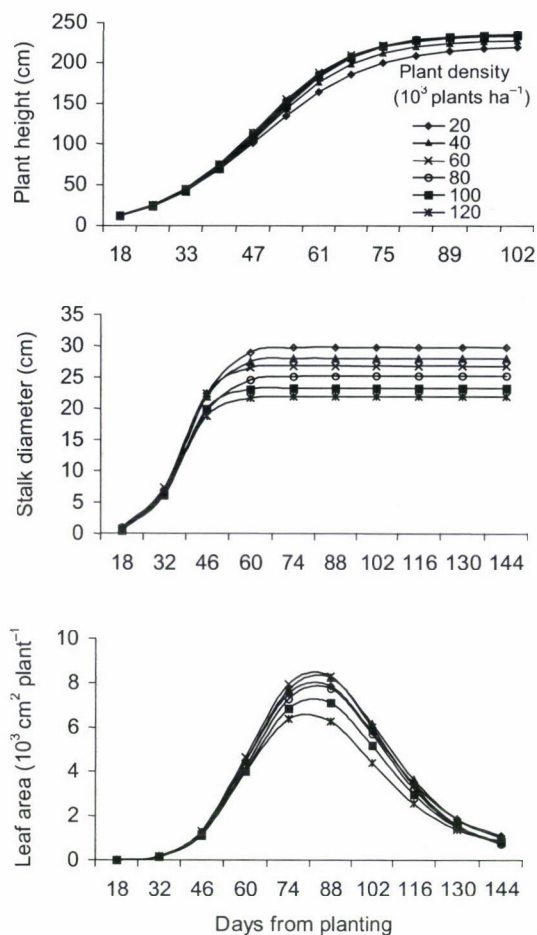 Plant height (cm)
250
200
150
100
50
0
18 33 47 61 75 89 102
Plant density
(10³ plants ha⁻¹)
20
40
60
80
100
120
Stalk diameter (cm)
35
30
25
20
15
10
5
0
18 32 46 60 74 88 102 116 130 144
Leaf area (10³ cm² plant⁻¹)
10
8
6
4
2
0
18 32 46 60 74 88 102 116 130 144
Days from planting